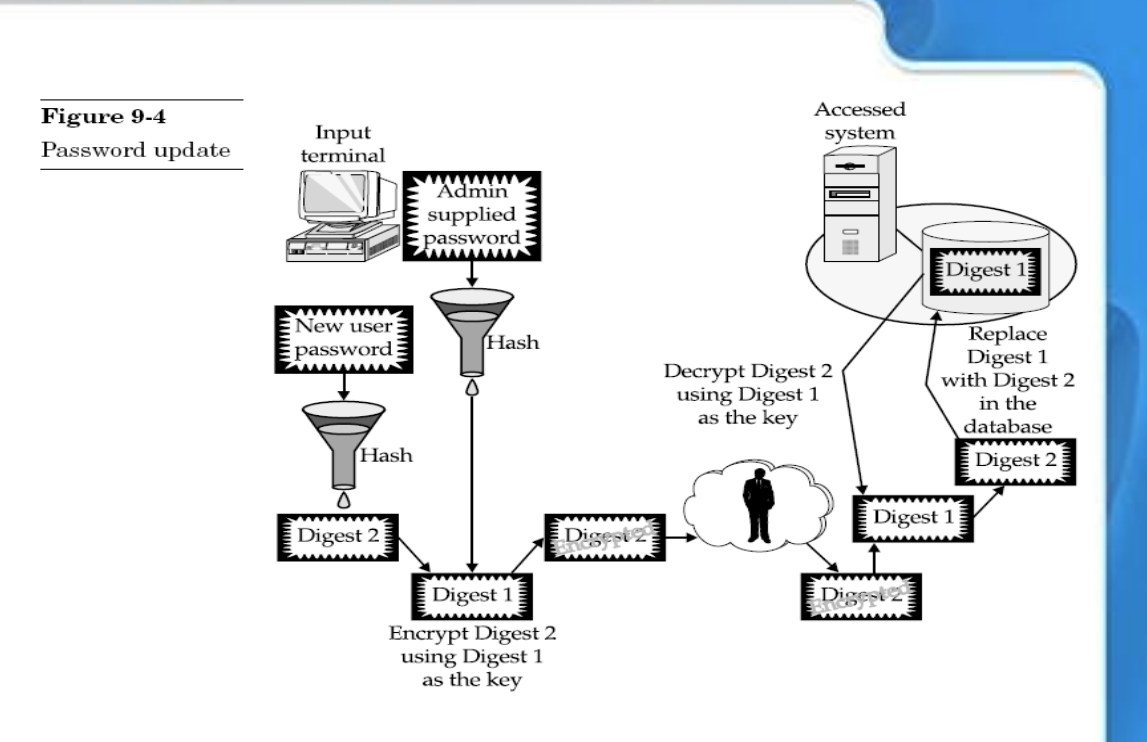 Figure 9-4
Password update
Input
terminal
Admin
supplied
password
Hash
New user
password
Hash
Digest 2
Digest 1
Encrypt Digest 2
using Digest 1
as the key
Digest 2
Encrypted
Accessed
system
Digest 1
Decrypt Digest 2
using Digest 1
as the key
Digest 2
Encrypted
Digest 1
Digest 2
Replace
Digest 1
with Digest 2
in the
database